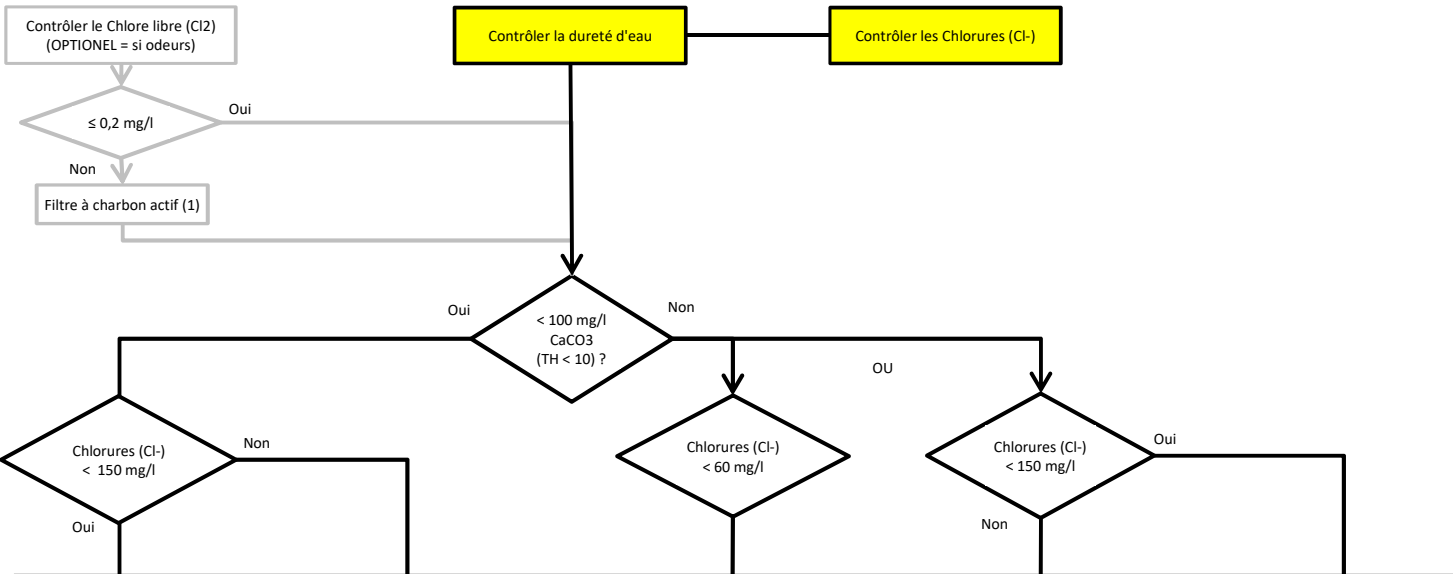 Contrôler le Chlore libre (Cl2)
(OPTIONEL = si odeurs)
Contrôler la dureté d'eau
Contrôler les Chlorures (Cl-)
≤ 0,2 mg/l
Oui
Non
Filtre à charbon actif (1)
Oui
< 100 mg/l
CaCO3
(TH < 10) ?
Non
OU
Chlorures (Cl-)
< 150 mg/l
Non
Oui
Chlorures (Cl-)
< 60 mg/l
Chlorures (Cl-)
< 150 mg/l
Oui
Non